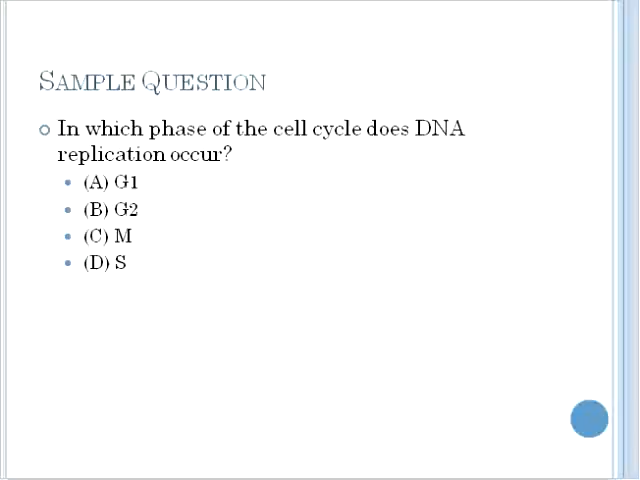 SAMPLE QUESTION
In which phase of the cell cycle does DNA
replication occur?
(A) G1
(B) G2
(C) M
(D) S